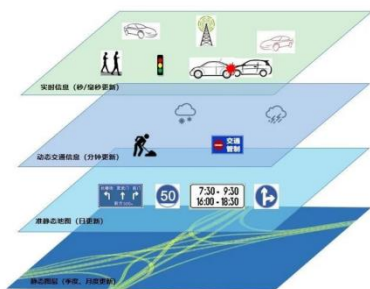 实时信息（秒/毫秒更新）
交通
管制
动态交通信息（分钟更新）
50
7:30 - 9:30
16:00 - 18:30
准静态地图（日更新）
静态图层（季度、月度更新）